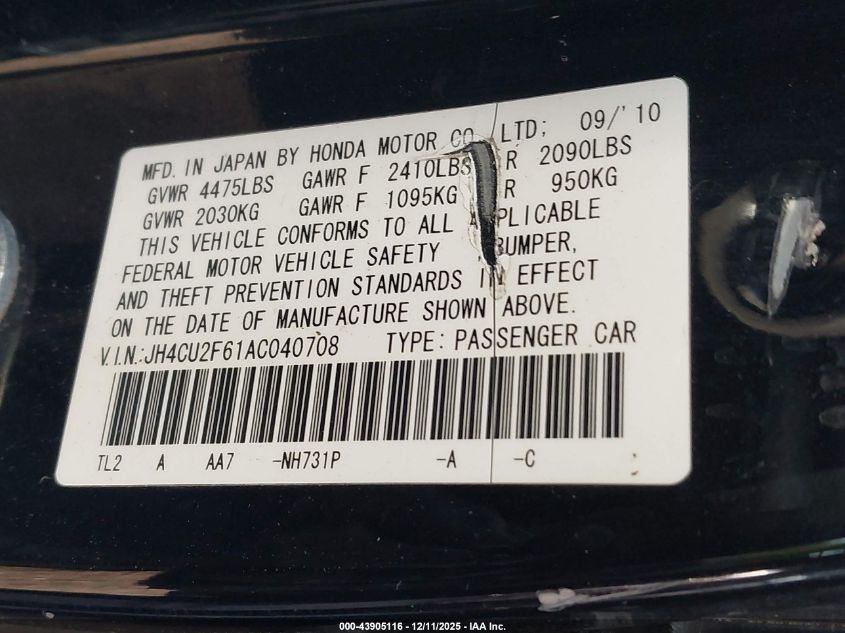 MFD. IN JAPAN BY HONDA MOTOR CO LTD; 09/'10
GVWR 4475LBS GAWR F 2410LBS R 2090LBS
GVWR 2030KG GAWR F 1095KG R 950KG
THIS VEHICLE CONFORMS TO ALL PLICABLE
FEDERAL MOTOR VEHICLE SAFETY BUMPER,
AND THEFT PREVENTION STANDARDS IN EFFECT
ON THE DATE OF MANUFACTURE SHOWN ABOVE.
V.I.N.:JH4CU2F61AC040708 TYPE: PASSENGER CAR
TL2 A AA7 -NH731P -A -C
000-43905116 - 12/11/2025 - IAA Inc.